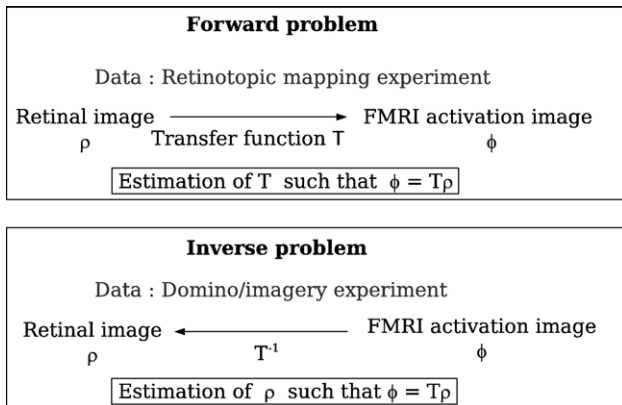 Forward problem
Data : Retinotopic mapping experiment
Retinal image FMRI activation image
Transfer function T
ρ ϕ
Estimation of T such that ϕ = Tρ
Inverse problem
Data : Domino/imagery experiment
Retinal image FMRI activation image
ρ T⁻¹ ϕ
Estimation of ρ such that ϕ = Tρ